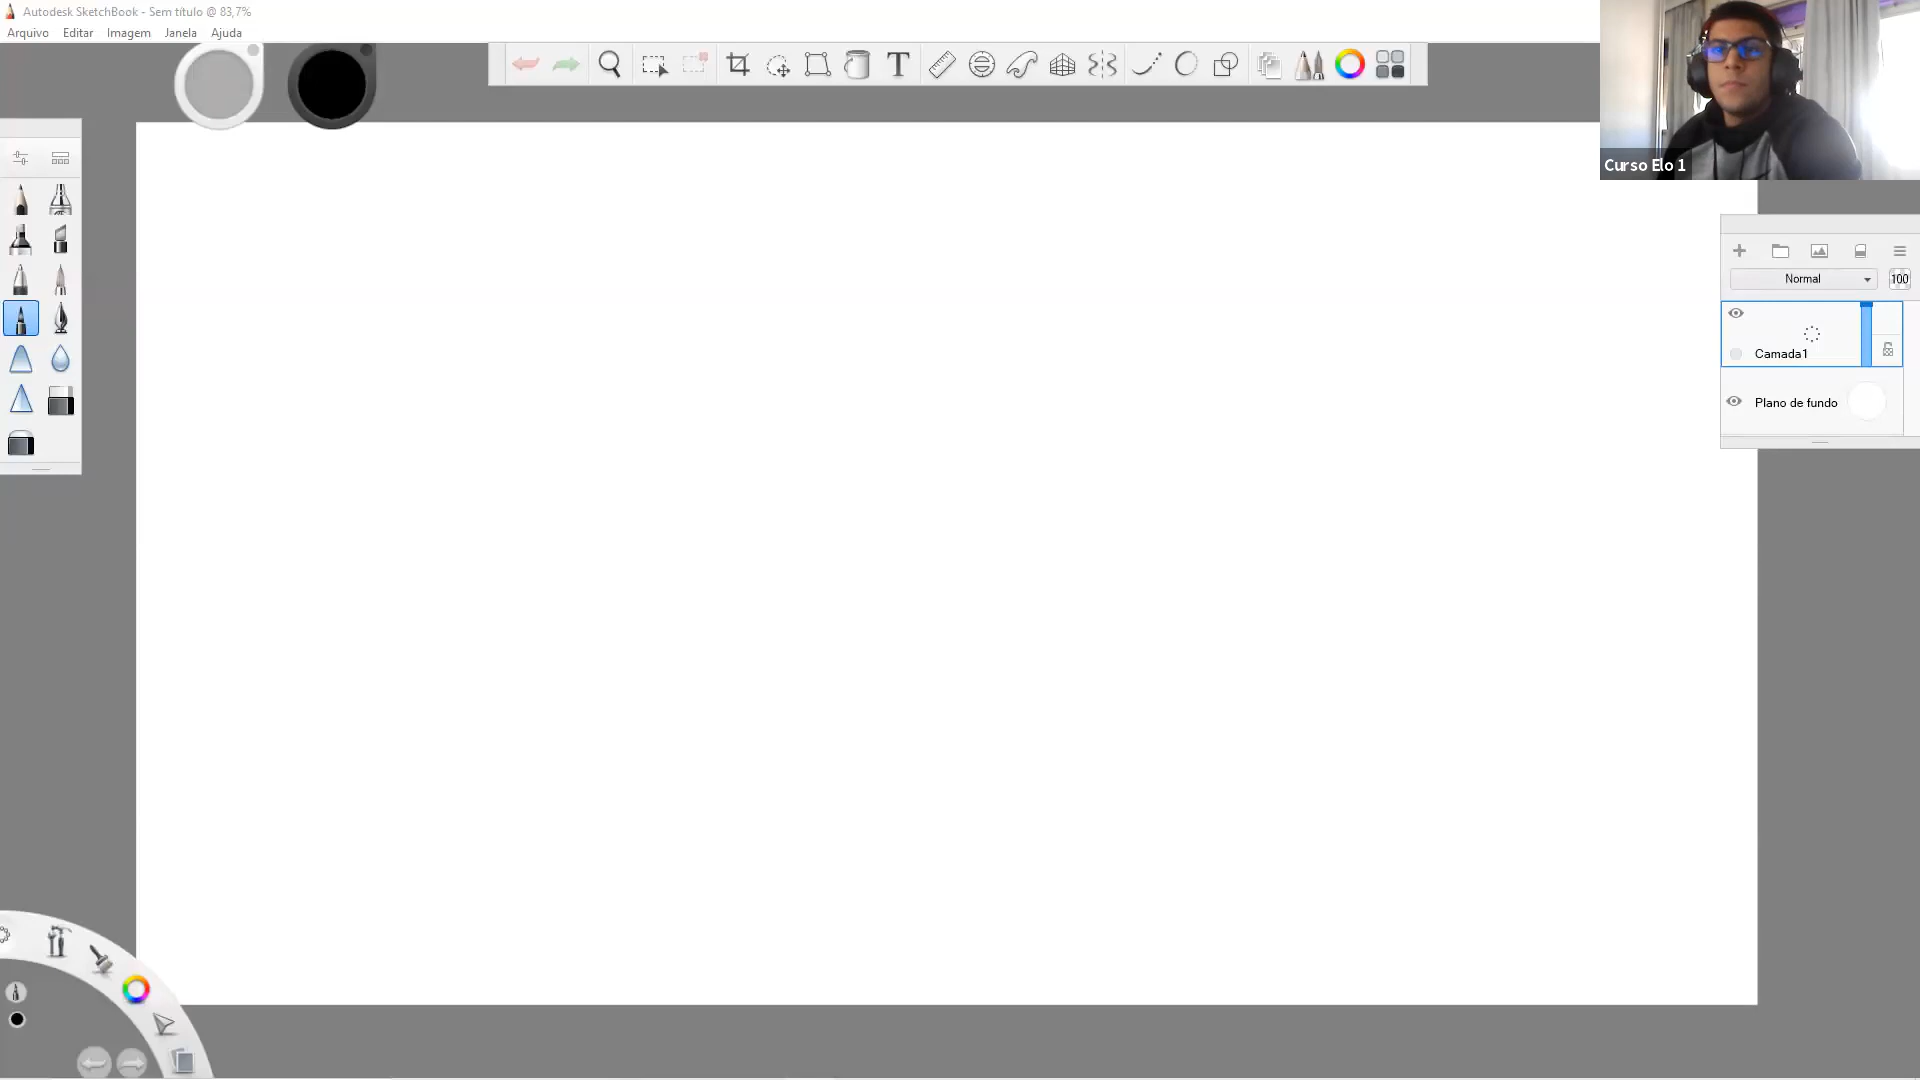 Autodesk SketchBook - Sem título @ 83,7%
Arquivo Editar Imagem Janela Ajuda
T
Curso Elo 1
Normal 100
Camada1
Plano de fundo